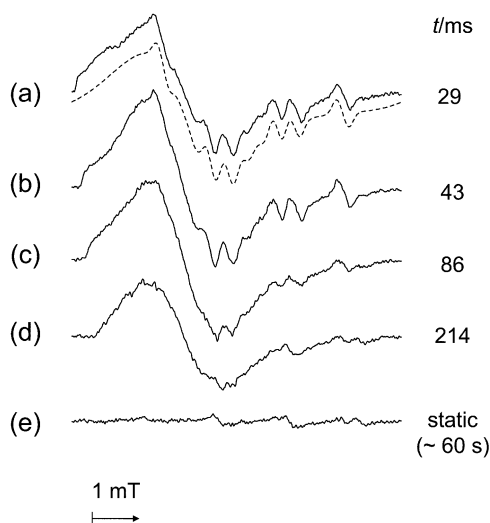 t/ms
(a) 29
(b) 43
(c) 86
(d) 214
(e) static
(~ 60 s)
1 mT